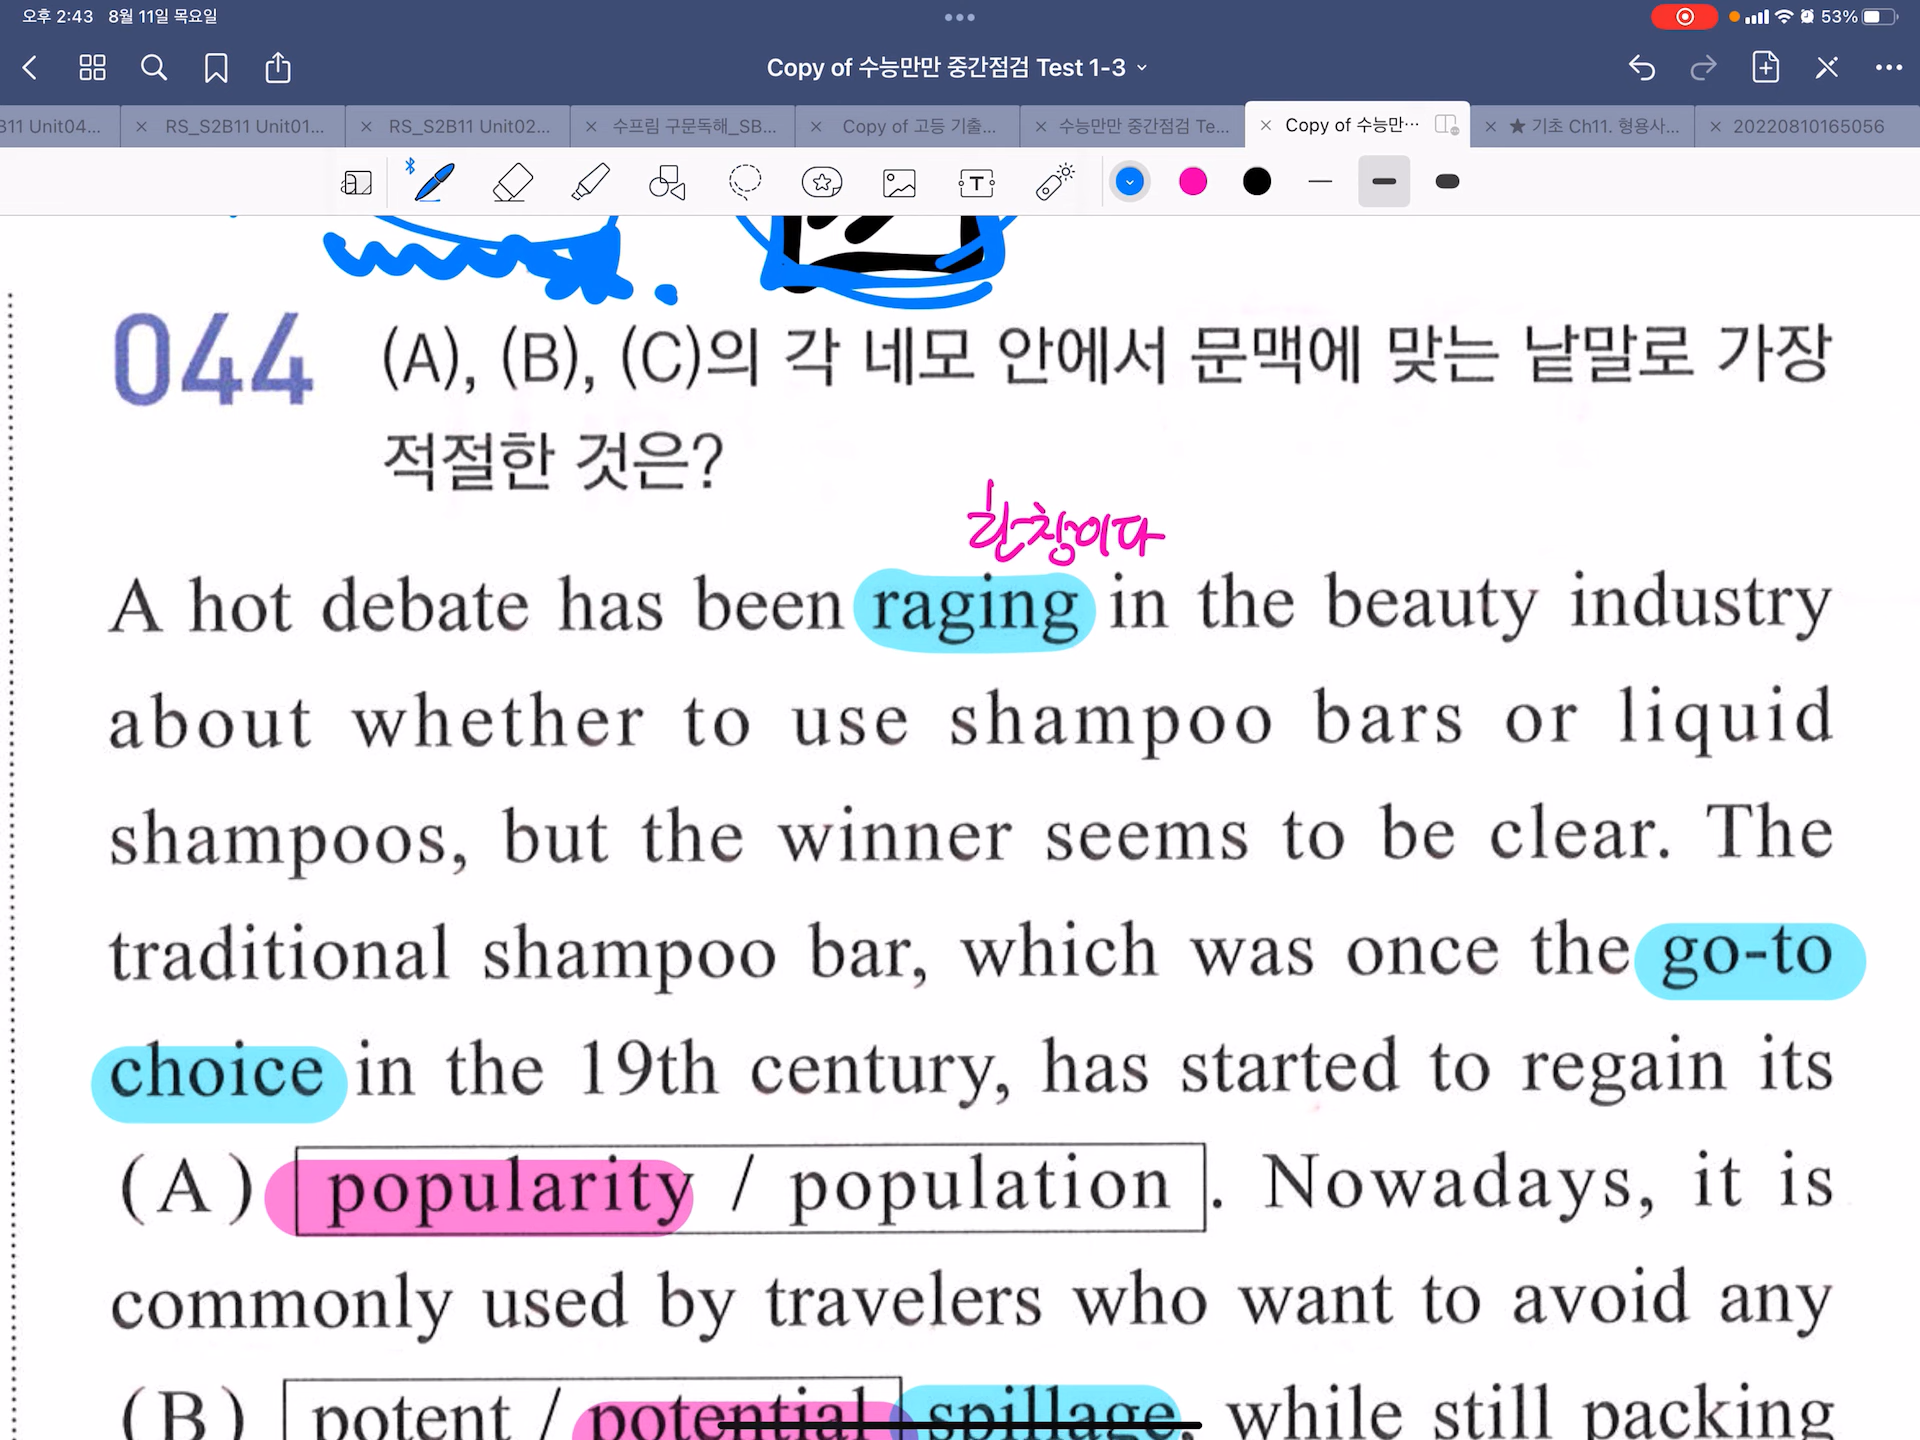 오후 2:43 8월 11일 목요일
53%
Copy of 수능만만 중간점검 Test 1-3
B11 Unit04...
RS_S2B11 Unit01...
RS_S2B11 Unit02...
수프림 구문독해_SB...
Copy of 고등 기출...
수능만만 중간점검 Te...
Copy of 수능만...
★ 기초 Ch11. 형용사...
20220810165056
044 (A), (B), (C)의 각 네모 안에서 문맥에 맞는 낱말로 가장
적절한 것은?
한창이다
A hot debate has been raging in the beauty industry
about whether to use shampoo bars or liquid
shampoos, but the winner seems to be clear. The
traditional shampoo bar, which was once the go-to
choice in the 19th century, has started to regain its
(A) popularity / population . Nowadays, it is
commonly used by travelers who want to avoid any
(B) potent / potential spillage, while still packing